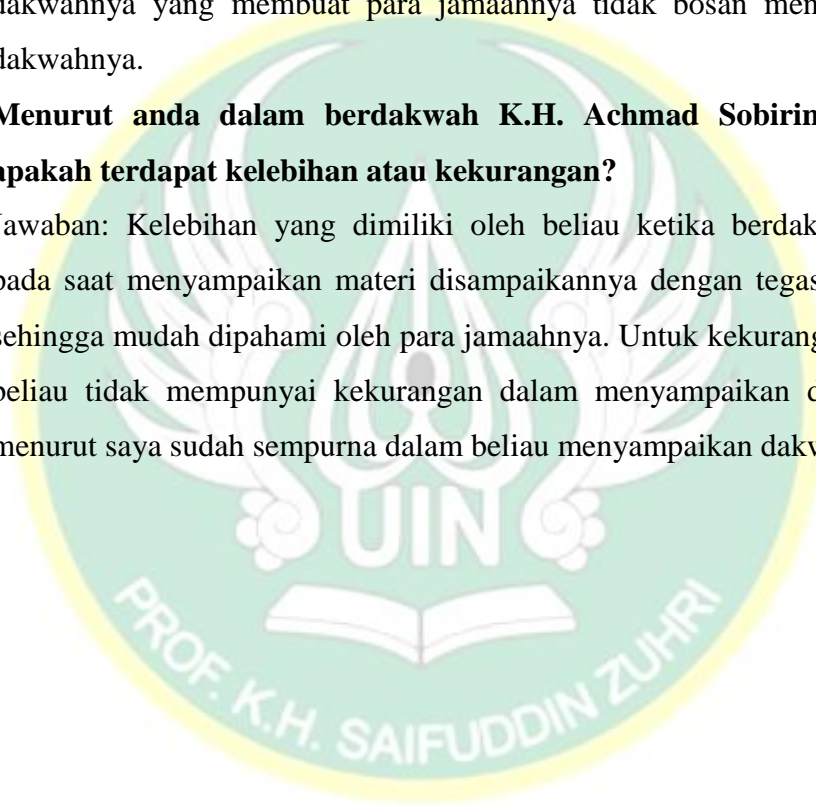 dakwahnya yang membuat para jamaahnya tidak bosan men
dakwahnya.
Menurut anda dalam berdakwah K.H. Achmad Sobirin
apakah terdapat kelebihan atau kekurangan?
Jawaban: Kelebihan yang dimiliki oleh beliau ketika berdak
pada saat menyampaikan materi disampaikannya dengan tegas
sehingga mudah dipahami oleh para jamaahnya. Untuk kekurang
beliau tidak mempunyai kekurangan dalam menyampaikan d
menurut saya sudah sempurna dalam beliau menyampaikan dakw
UIN
PROF. K.H. SAIFUDDIN ZUHRI